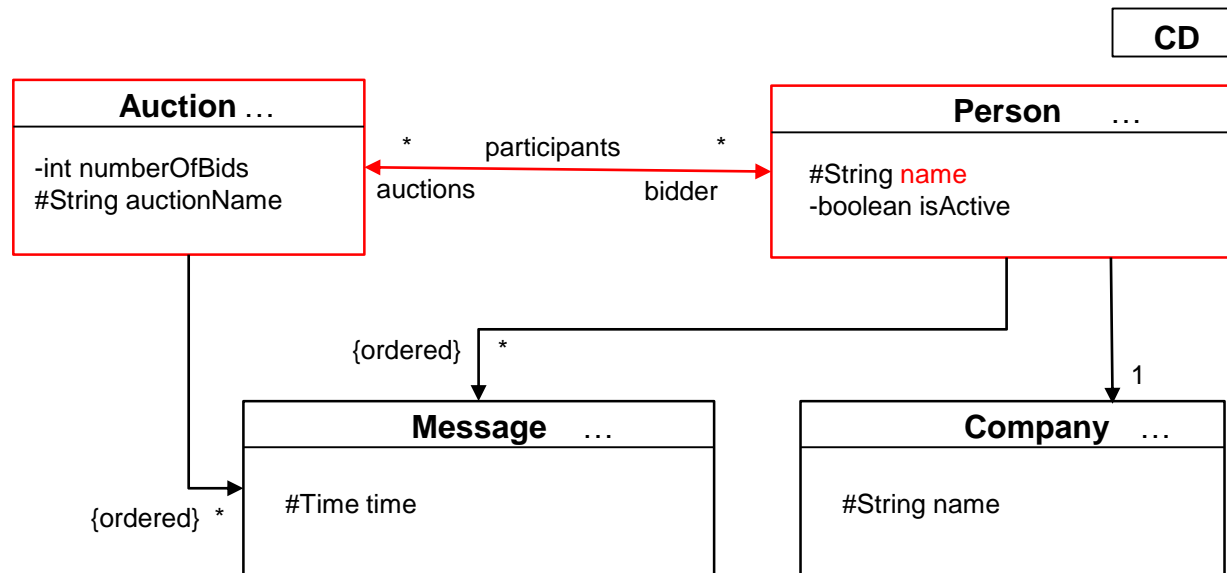 CD
Auction ...
-int numberOfBids
#String auctionName
* participants *
auctions bidder
Person ...
#String name
-boolean isActive
{ordered} *
1
Message ...
#Time time
{ordered} *
Company ...
#String name